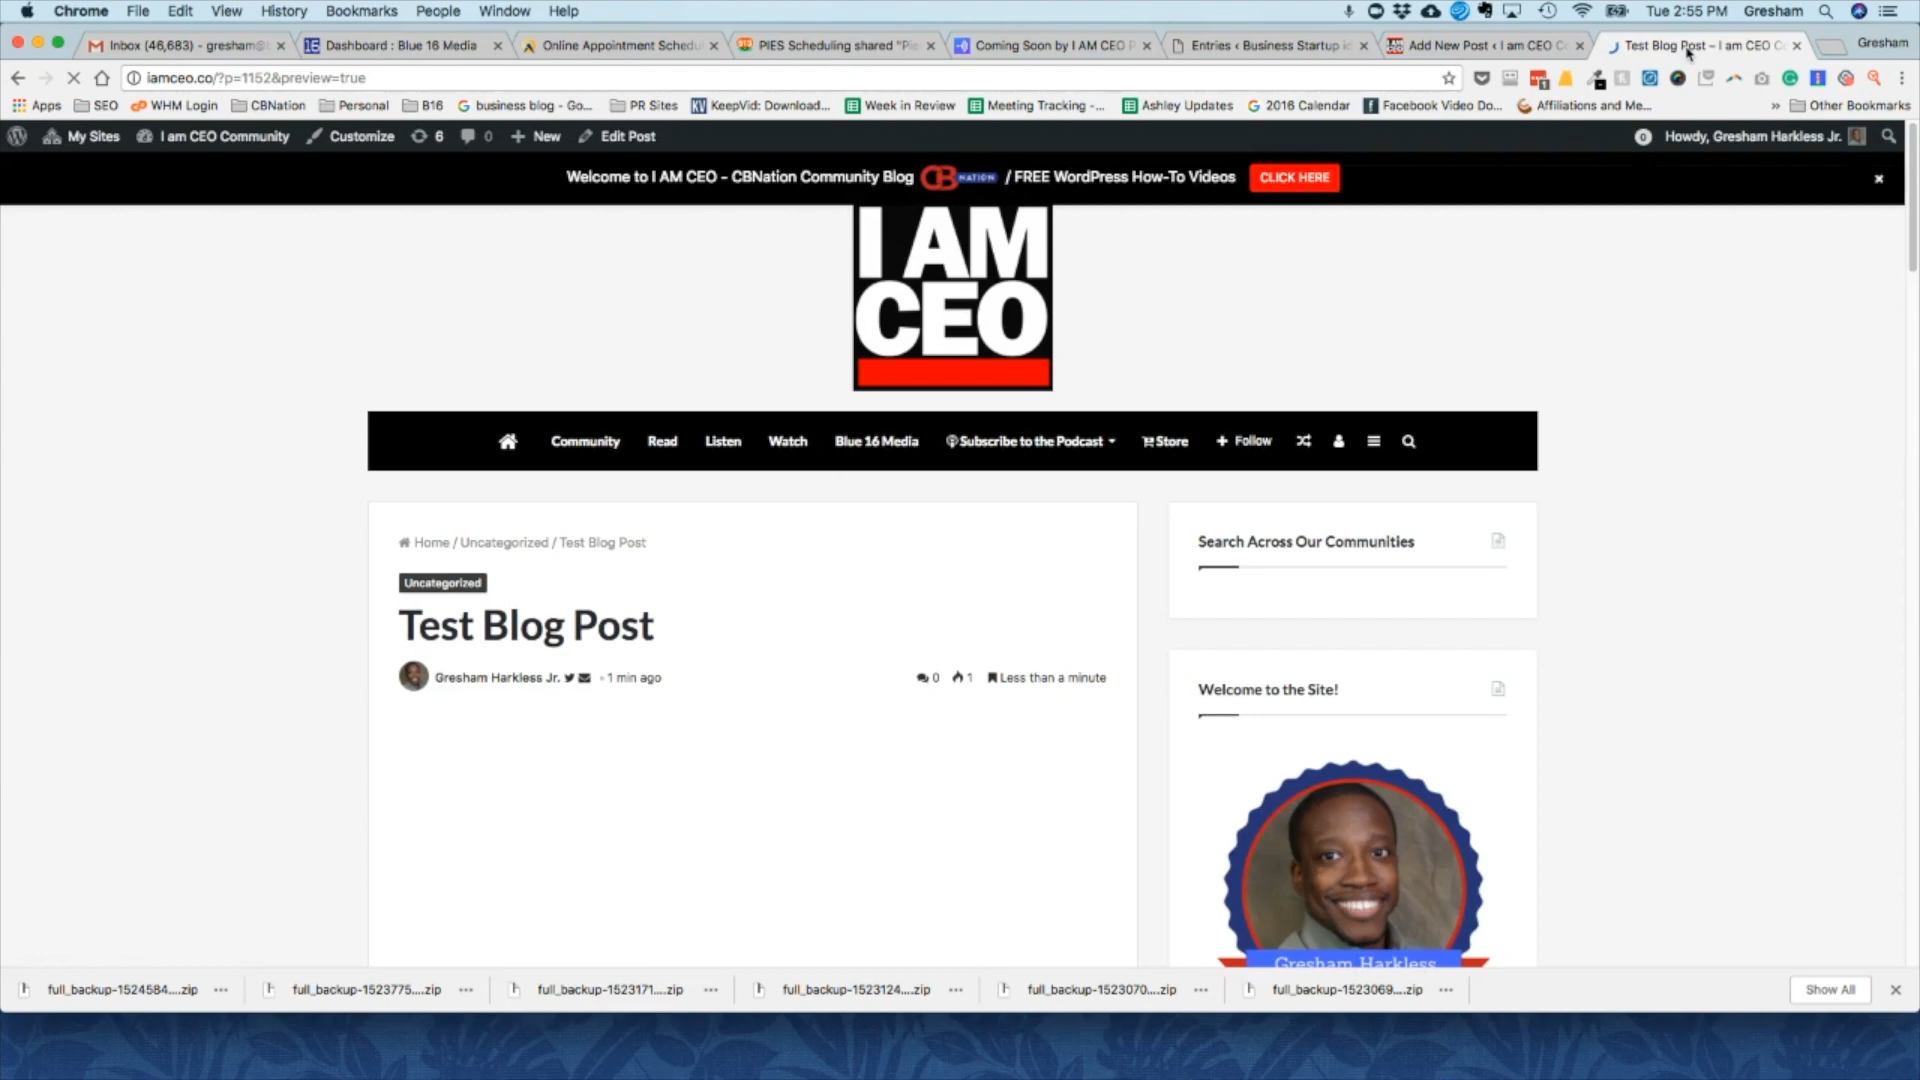 Chrome File Edit View History Bookmarks People Window Help Tue 2:55 PM Gresham
Inbox (46,683) - gresham@ Dashboard : Blue 16 Media Online Appointment Schedu PIES Scheduling shared "Pie Coming Soon by I AM CEO P Entries ‹ Business Startup ic Add New Post ‹ I am CEO Co Test Blog Post – I am CEO Co Gresham
iamceo.co/?p=1152&preview=true
Apps SEO WHM Login CBNation Personal B16 business blog - Go... PR Sites KeepVid: Download... Week in Review Meeting Tracking -... Ashley Updates 2016 Calendar Facebook Video Do... Affiliations and Me... » Other Bookmarks
My Sites I am CEO Community Customize 6 0 New Edit Post 0 Howdy, Gresham Harkless Jr.
Welcome to I AM CEO - CBNation Community Blog CB NATION / FREE WordPress How-To Videos CLICK HERE
I AM
CEO
Community Read Listen Watch Blue 16 Media Subscribe to the Podcast Store + Follow
Home / Uncategorized / Test Blog Post
Search Across Our Communities
Uncategorized
Test Blog Post
Gresham Harkless Jr. 1 min ago 0 1 Less than a minute
Welcome to the Site!
Gresham Harkless
full_backup-1524584....zip full_backup-1523775....zip full_backup-1523171....zip full_backup-1523124....zip full_backup-1523070....zip full_backup-1523069....zip Show All